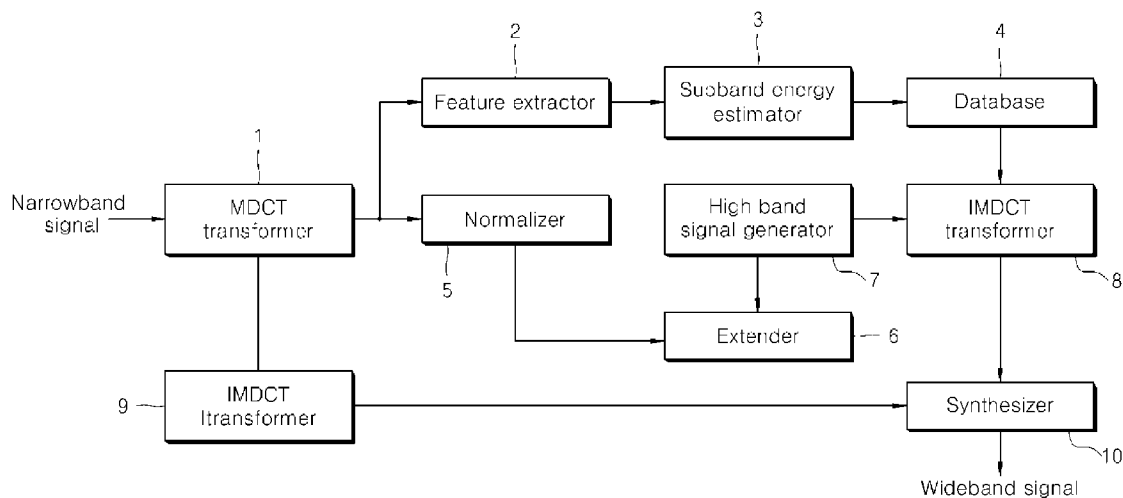 2
Feature extractor
3
Subband energy
estimator
4
Database
1
Narrowband
signal
MDCT
transformer
Normalizer
5
High band
signal generator
7
IMDCT
transformer
8
Extender
6
9
IMDCT
Itransformer
Synthesizer
10
Wideband signal